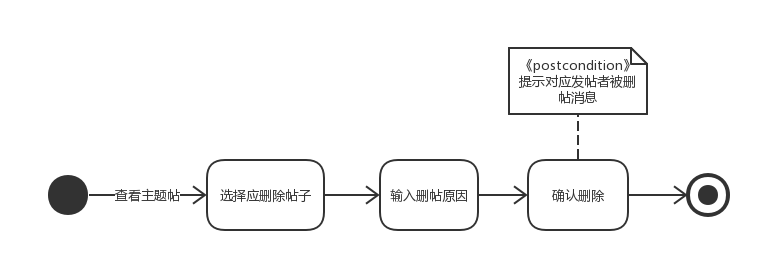 《postcondition》
提示对应发帖者被删
帖消息
查看主题帖
选择应删除帖子
输入删帖原因
确认删除